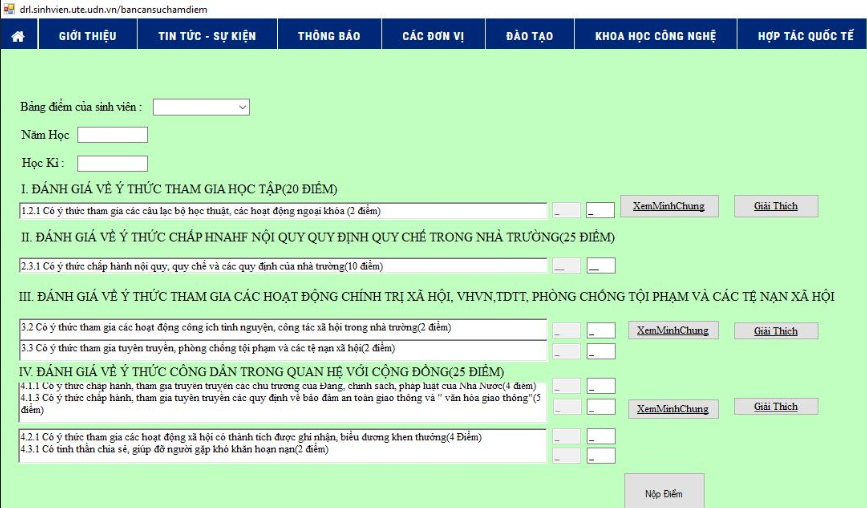 drl.sinhvien.ute.udn.vn/bancansuchamdiem
GIỚI THIỆU TIN TỨC - SỰ KIỆN THÔNG BÁO CÁC ĐƠN VỊ ĐÀO TẠO KHOA HỌC CÔNG NGHỆ HỢP TÁC QUỐC TẾ
Bảng điểm của sinh viên :
Năm Học
Học Kì :
I. ĐÁNH GIÁ VỀ Ý THỨC THAM GIA HỌC TẬP(20 ĐIỂM)
1.2.1 Có ý thức tham gia các câu lạc bộ học thuật, các hoạt động ngoại khóa (2 điểm) _ _ XemMinhChung Giải Thích
II. ĐÁNH GIÁ VỀ Ý THỨC CHẤP HNAHF NỘI QUY QUY ĐỊNH QUY CHẾ TRONG NHÀ TRƯỜNG(25 ĐIỂM)
2.3.1 Có ý thức chấp hành nội quy, quy chế và các quy định của nhà trường(10 điểm) __ __
III. ĐÁNH GIÁ VỀ Ý THỨC THAM GIA CÁC HOẠT ĐỘNG CHÍNH TRỊ XÃ HỘI, VHVN,TDTT, PHÒNG CHỐNG TỘI PHẠM VÀ CÁC TỆ NẠN XÃ HỘI
3.2 Có ý thức tham gia các hoạt động công ích tình nguyện, công tác xã hội trong nhà trường(2 điểm) _ _ XemMinhChung Giải Thích
3.3 Có ý thức tham gia tuyên truyền, phòng chống tội phạm và các tệ nạn xã hội(2 điểm) _ _
IV. ĐÁNH GIÁ VỀ Ý THỨC CÔNG DÂN TRONG QUAN HỆ VỚI CỘNG ĐỒNG(25 ĐIỂM)
4.1.1 Có ý thức chấp hành, tham gia truyên truyền các chủ trương của Đảng, chính sách, pháp luật của Nhà Nước(4 điểm) _ _
4.1.3 Có ý thức chấp hành, tham gia tuyên truyền các quy định về bảo đảm an toàn giao thông và " văn hóa giao thông"(5
điểm) _ _ XemMinhChung Giải Thích
4.2.1 Có ý thức tham gia các hoạt động xã hội có thành tích được ghi nhận, biểu dương khen thưởng(4 Điểm) _ _
4.3.1 Có tinh thần chia sẻ, giúp đỡ người gặp khó khăn hoạn nạn(2 điểm) _ _
Nộp Điểm